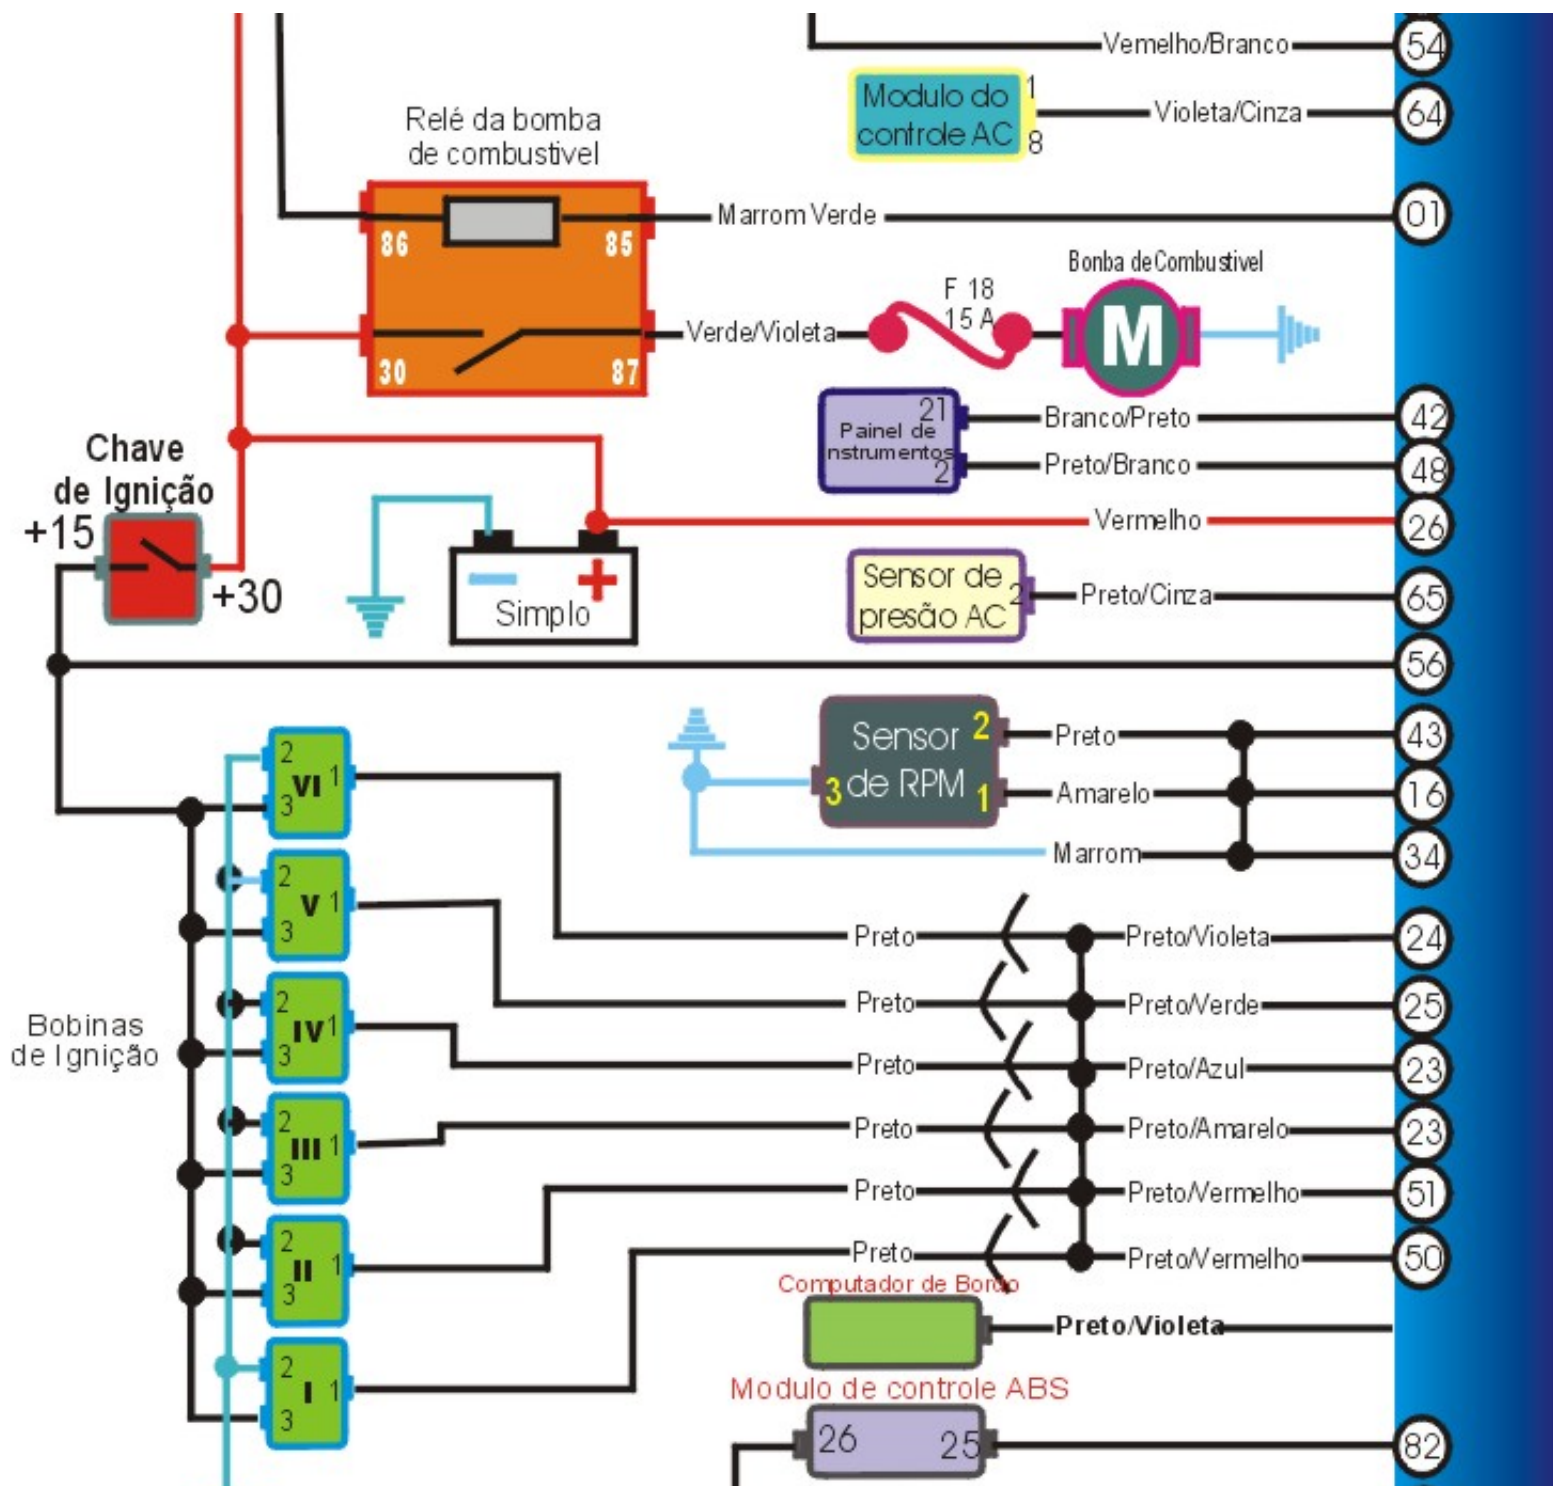 Vemelho/Branco
54
Modulo do
controle AC
1
8
Violeta/Cinza
64
Relé da bomba
de combustivel
86
85
Marrom Verde
01
30
87
Verde/Violeta
F 18
15 A
Bonba de Combustivel
M
Painel de
nstrumentos
21
2
Branco/Preto
42
Preto/Branco
48
Chave
de Ignição
+15
+30
Simplo
Vermelho
26
Sensor de
presão AC
2
Preto/Cinza
65
56
Sensor
de RPM
2
3
1
Preto
43
Amarelo
16
Marrom
34
Bobinas
de Ignição
2
VI
1
3
2
V
1
3
2
IV
1
3
2
III
1
3
2
II
1
3
2
I
1
3
Preto
Preto/Violeta
24
Preto
Preto/Verde
25
Preto
Preto/Azul
23
Preto
Preto/Amarelo
23
Preto
Preto/Vermelho
51
Preto
Preto/Vermelho
50
Computador de Bordo
Preto/Violeta
Modulo de controle ABS
26
25
82